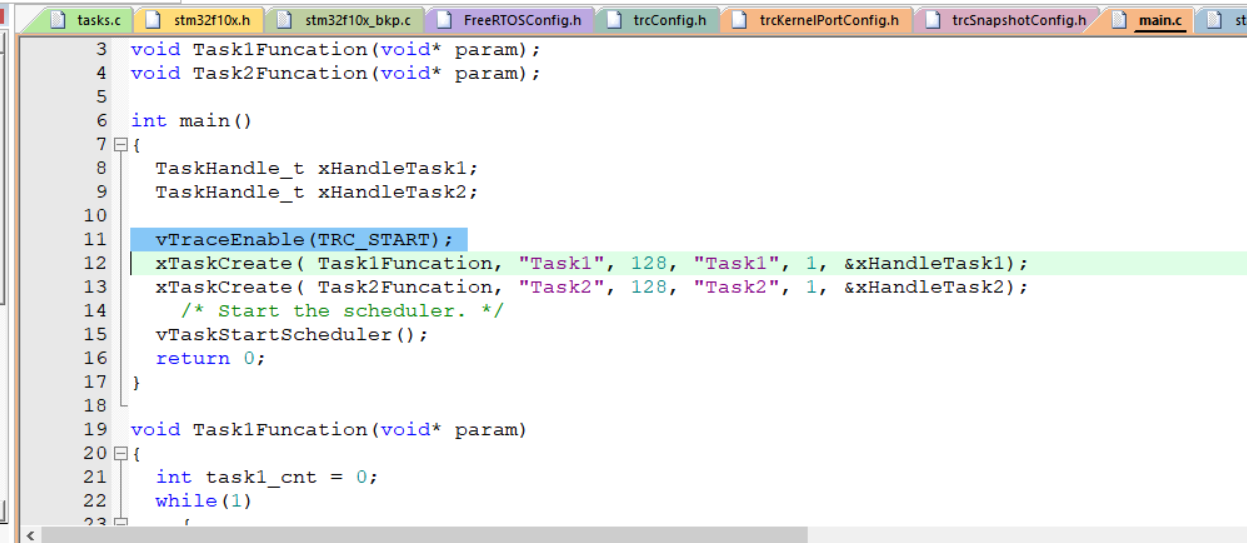 tasks.c stm32f10x.h stm32f10x_bkp.c FreeRTOSConfig.h trcConfig.h trcKernelPortConfig.h trcSnapshotConfig.h main.c st
3 void Task1Funcation(void* param);
4 void Task2Funcation(void* param);
5
6 int main()
7 {
8 TaskHandle_t xHandleTask1;
9 TaskHandle_t xHandleTask2;
10
11 vTraceEnable(TRC_START);
12 xTaskCreate( Task1Funcation, "Task1", 128, "Task1", 1, &xHandleTask1);
13 xTaskCreate( Task2Funcation, "Task2", 128, "Task2", 1, &xHandleTask2);
14 /* Start the scheduler. */
15 vTaskStartScheduler();
16 return 0;
17 }
18
19 void Task1Funcation(void* param)
20 {
21 int task1_cnt = 0;
22 while(1)
23 {